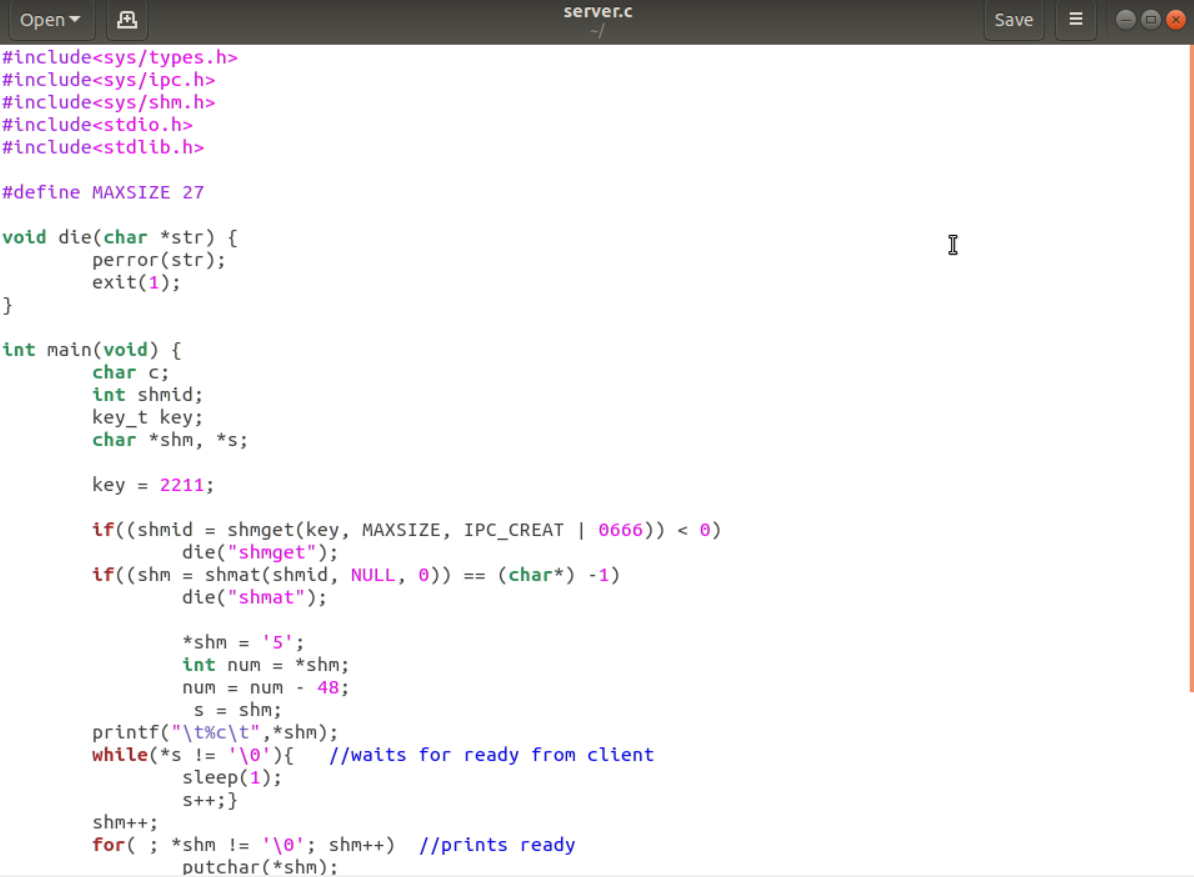 Open
server.c
~/
Save
#include<sys/types.h>
#include<sys/ipc.h>
#include<sys/shm.h>
#include<stdio.h>
#include<stdlib.h>

#define MAXSIZE 27

void die(char *str) {
        perror(str);
        exit(1);
}

int main(void) {
        char c;
        int shmid;
        key_t key;
        char *shm, *s;

        key = 2211;

        if((shmid = shmget(key, MAXSIZE, IPC_CREAT | 0666)) < 0)
                die("shmget");
        if((shm = shmat(shmid, NULL, 0)) == (char*) -1)
                die("shmat");

                *shm = '5';
                int num = *shm;
                num = num - 48;
                 s = shm;
        printf("\t%c\t",*shm);
        while(*s != '\0'){   //waits for ready from client
                sleep(1);
                s++;}
        shm++;
        for( ; *shm != '\0'; shm++)  //prints ready
                putchar(*shm);